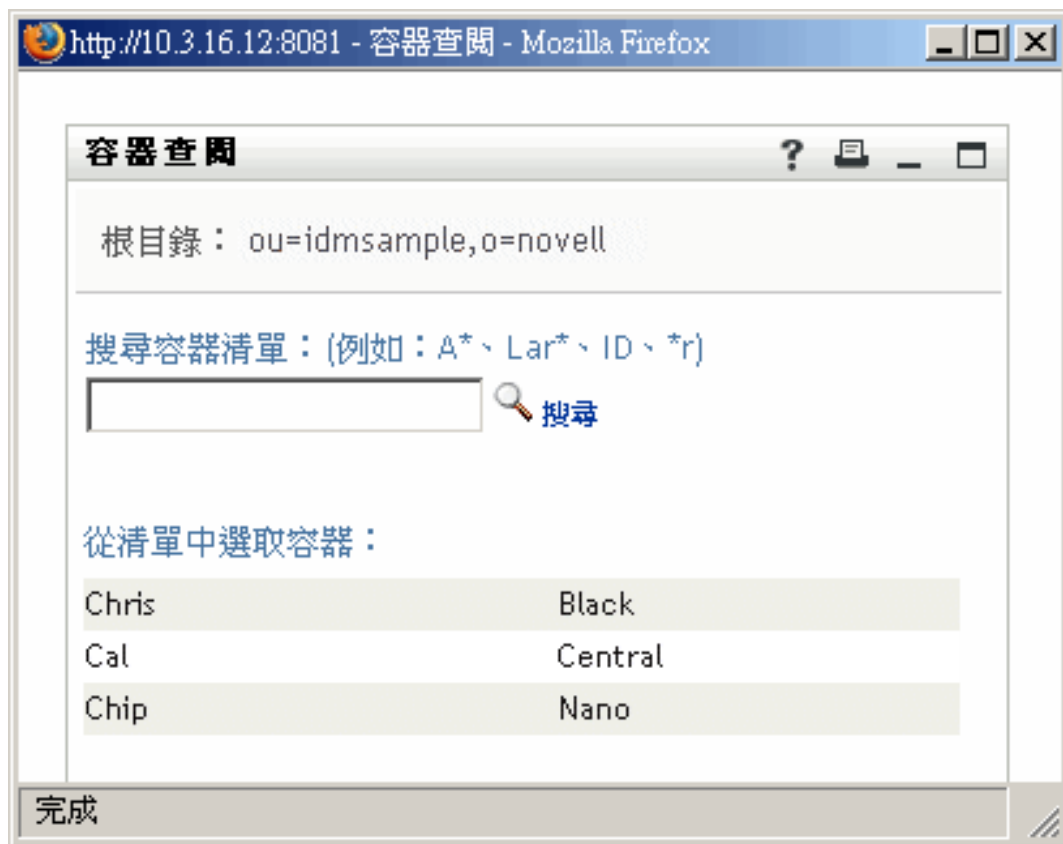 http://10.3.16.12:8081 - 容器查閱 - Mozilla Firefox
容器查閱 ?
根目錄： ou=idmsample,o=novell
搜尋容器清單：(例如：A*、Lar*、ID、*r)
搜尋
從清單中選取容器：
Chris Black
Cal Central
Chip Nano
完成